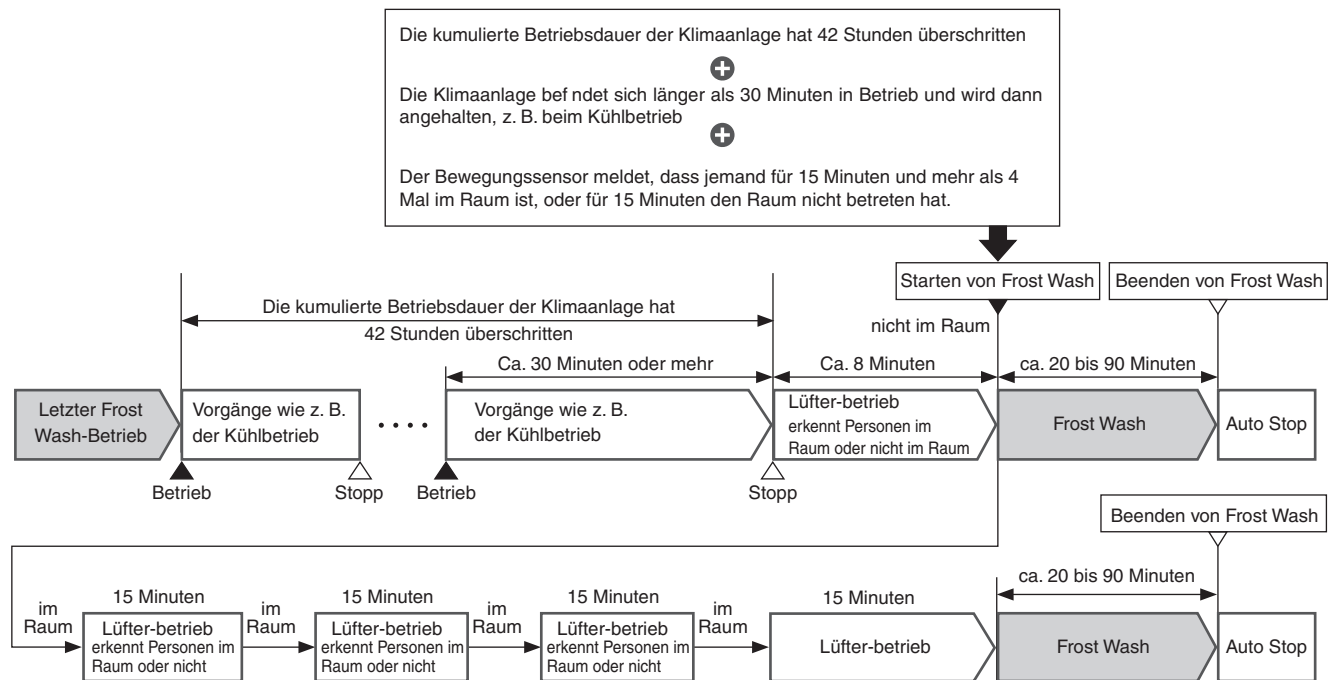 Die kumulierte Betriebsdauer der Klimaanlage hat 42 Stunden überschritten
Die Klimaanlage bef ndet sich länger als 30 Minuten in Betrieb und wird dann
angehalten, z. B. beim Kühlbetrieb
Der Bewegungssensor meldet, dass jemand für 15 Minuten und mehr als 4
Mal im Raum ist, oder für 15 Minuten den Raum nicht betreten hat.
Starten von Frost Wash
Beenden von Frost Wash
Die kumulierte Betriebsdauer der Klimaanlage hat
42 Stunden überschritten
nicht im Raum
Ca. 30 Minuten oder mehr
Ca. 8 Minuten
ca. 20 bis 90 Minuten
Letzter Frost
Wash-Betrieb
Vorgänge wie z. B.
der Kühlbetrieb
Vorgänge wie z. B.
der Kühlbetrieb
Lüfter-betrieb
erkennt Personen im
Raum oder nicht im Raum
Frost Wash
Auto Stop
Betrieb
Stopp
Betrieb
Stopp
Beenden von Frost Wash
ca. 20 bis 90 Minuten
im
Raum
15 Minuten
Lüfter-betrieb
erkennt Personen im
Raum oder nicht
im
Raum
15 Minuten
Lüfter-betrieb
erkennt Personen im
Raum oder nicht
im
Raum
15 Minuten
Lüfter-betrieb
erkennt Personen im
Raum oder nicht
im
Raum
15 Minuten
Lüfter-betrieb
Frost Wash
Auto Stop